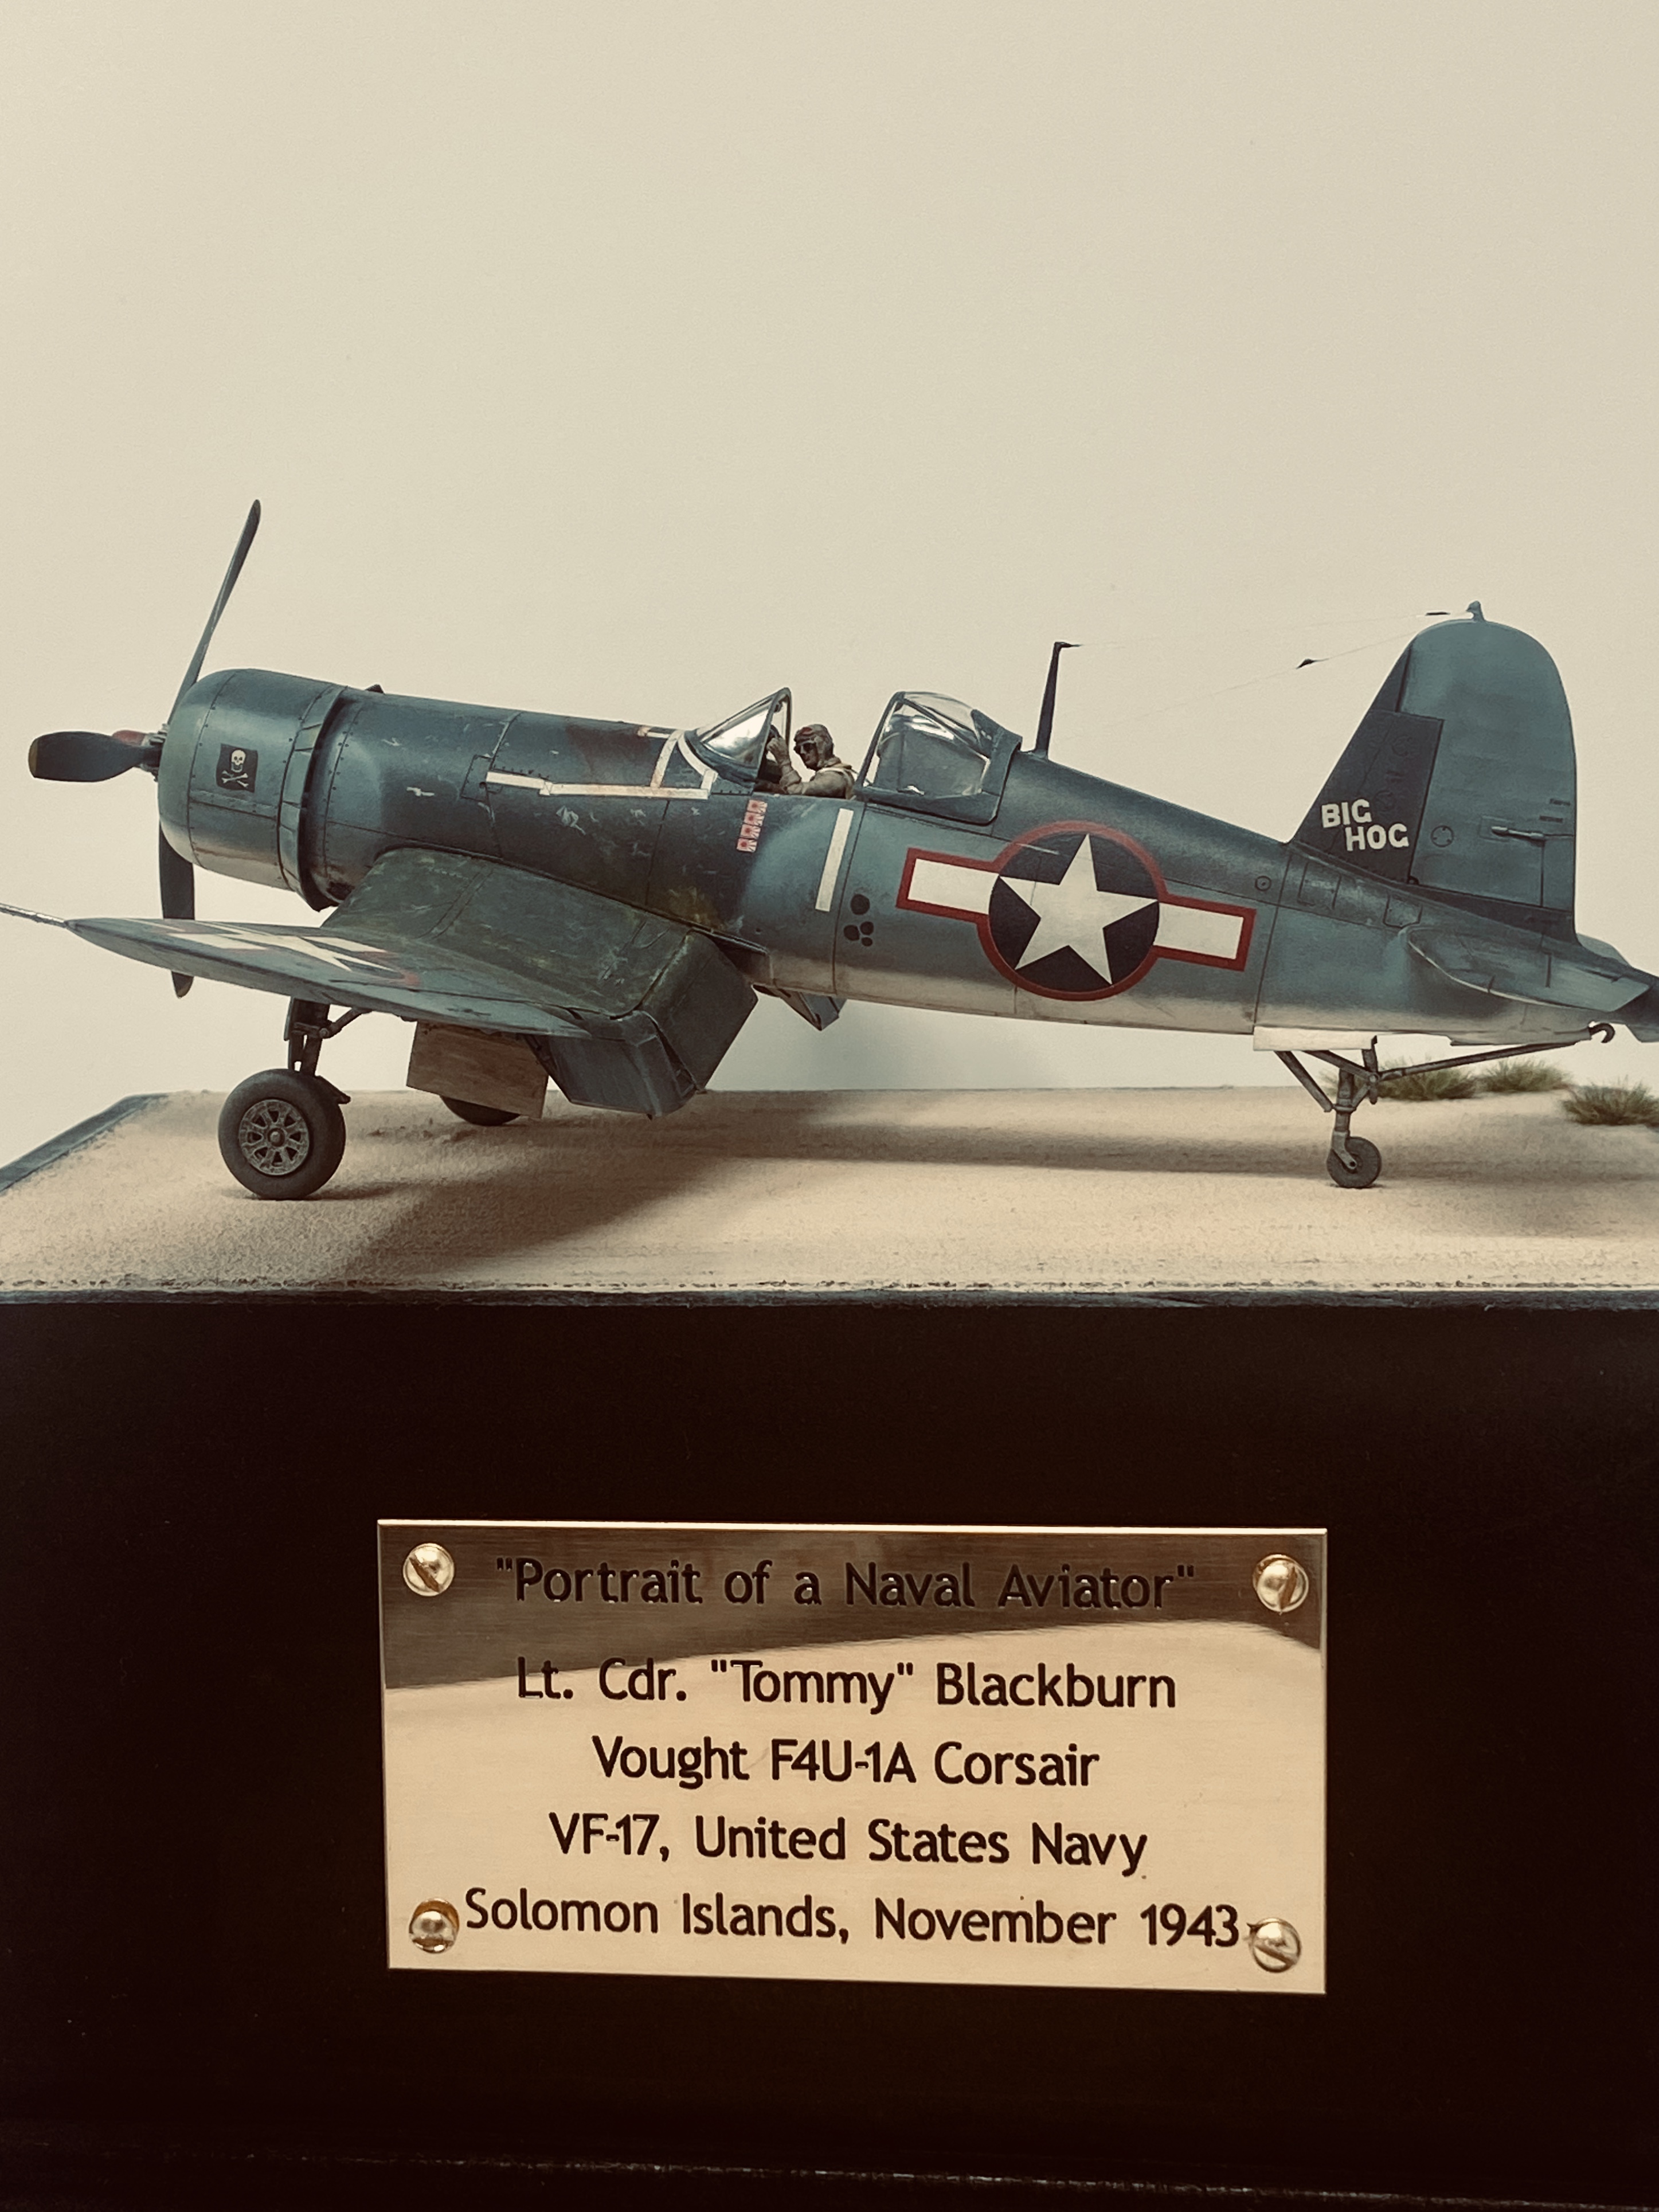 BIG
HOG
"Portrait of a Naval Aviator"
Lt. Cdr. "Tommy" Blackburn
Vought F4U-1A Corsair
VF-17, United States Navy
Solomon Islands, November 1943